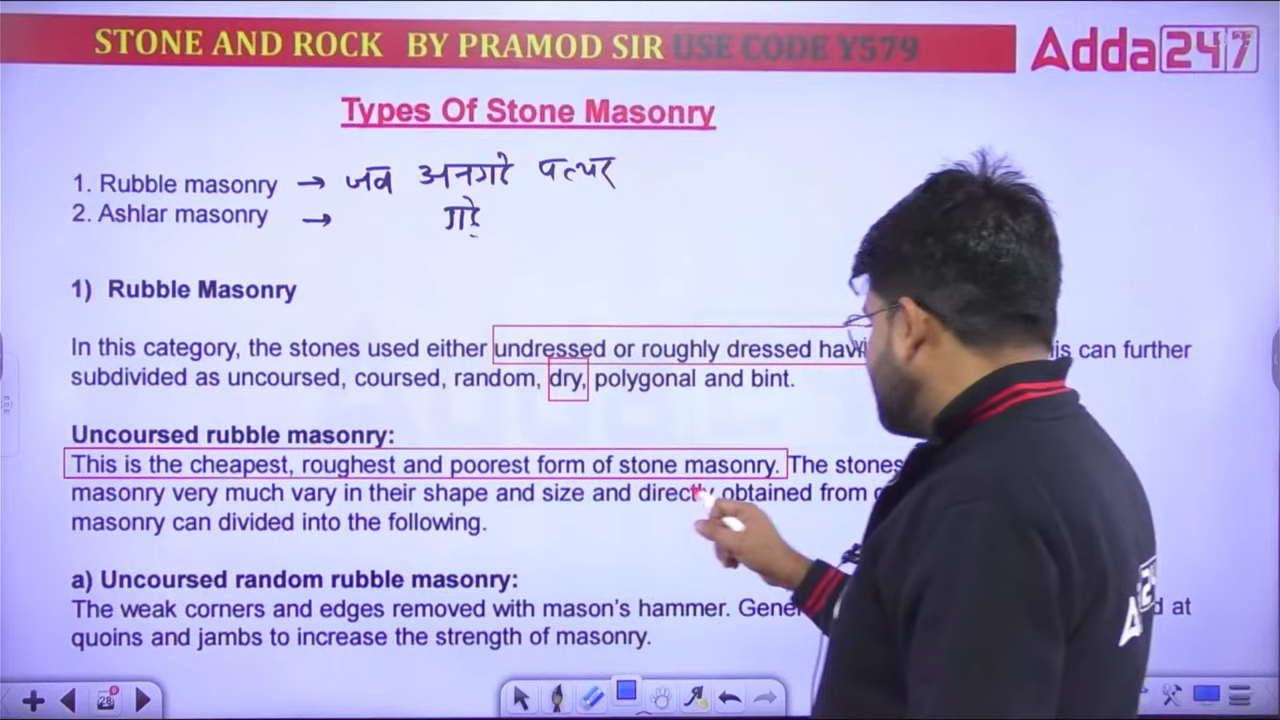 STONE AND ROCK BY PRAMOD SIR USE CODE Y579
Adda247
Types Of Stone Masonry
1. Rubble masonry → जब अनगढे पत्थर
2. Ashlar masonry → गढे
1) Rubble Masonry
In this category, the stones used either undressed or roughly dressed is can further
subdivided as uncoursed, coursed, random, dry, polygonal and bint.
Uncoursed rubble masonry:
This is the cheapest, roughest and poorest form of stone masonry. The stones
masonry very much vary in their shape and size and directly obtained from
masonry can divided into the following.
a) Uncoursed random rubble masonry:
The weak corners and edges removed with mason's hammer. at
quoins and jambs to increase the strength of masonry.
28